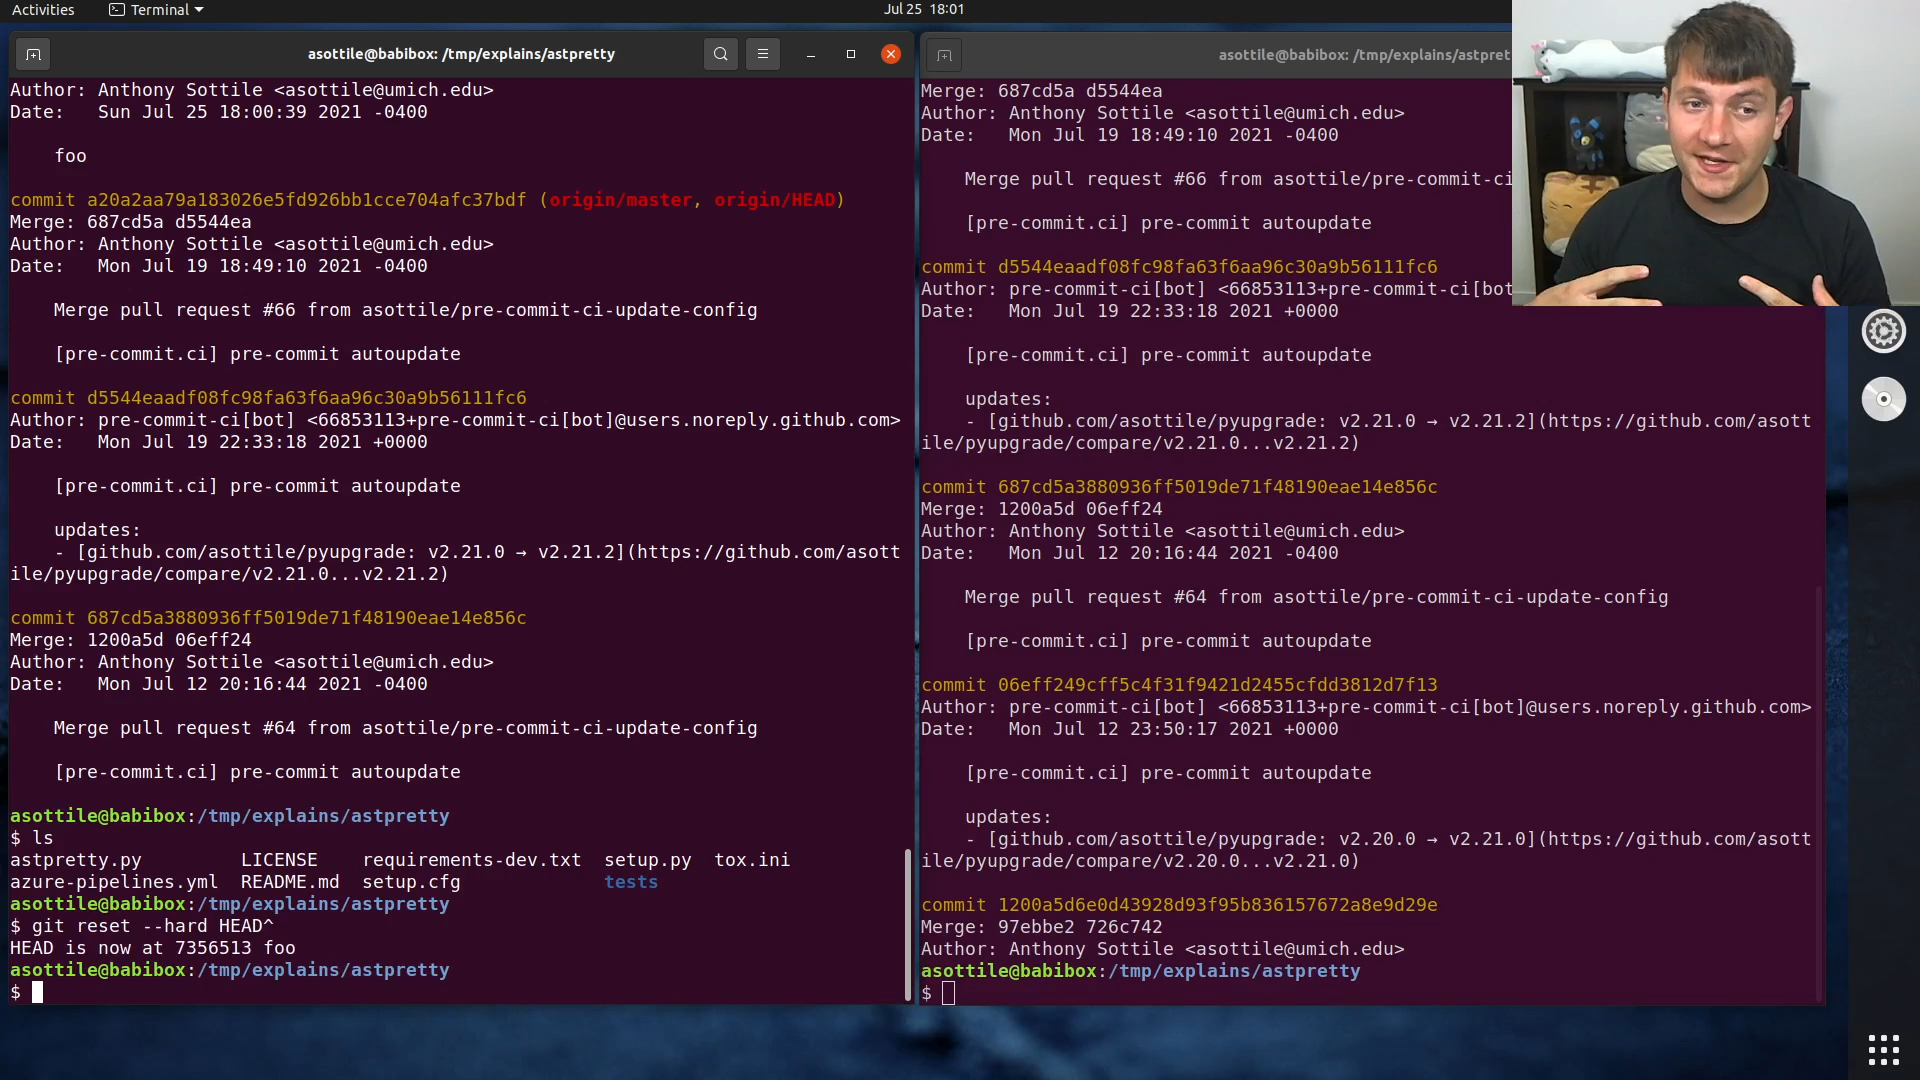 Activities
Terminal
Jul 25 18:01
asottile@babibox: /tmp/explains/astpretty
Author: Anthony Sottile <asottile@umich.edu>
Date:   Sun Jul 25 18:00:39 2021 -0400
foo
commit a20a2aa79a183026e5fd926bb1cce704afc37bdf (origin/master, origin/HEAD)
Merge: 687cd5a d5544ea
Author: Anthony Sottile <asottile@umich.edu>
Date:   Mon Jul 19 18:49:10 2021 -0400
Merge pull request #66 from asottile/pre-commit-ci-update-config
[pre-commit.ci] pre-commit autoupdate
commit d5544eaadf08fc98fa63f6aa96c30a9b56111fc6
Author: pre-commit-ci[bot] <66853113+pre-commit-ci[bot]@users.noreply.github.com>
Date:   Mon Jul 19 22:33:18 2021 +0000
[pre-commit.ci] pre-commit autoupdate
updates:
- [github.com/asottile/pyupgrade: v2.21.0 → v2.21.2](https://github.com/asott
ile/pyupgrade/compare/v2.21.0...v2.21.2)
commit 687cd5a3880936ff5019de71f48190eae14e856c
Merge: 1200a5d 06eff24
Author: Anthony Sottile <asottile@umich.edu>
Date:   Mon Jul 12 20:16:44 2021 -0400
Merge pull request #64 from asottile/pre-commit-ci-update-config
[pre-commit.ci] pre-commit autoupdate
asottile@babibox:/tmp/explains/astpretty
$ ls
astpretty.py         LICENSE    requirements-dev.txt  setup.py  tox.ini
azure-pipelines.yml  README.md  setup.cfg             tests
asottile@babibox:/tmp/explains/astpretty
$ git reset --hard HEAD^
HEAD is now at 7356513 foo
asottile@babibox:/tmp/explains/astpretty
$
asottile@babibox: /tmp/explains/astpret
Merge: 687cd5a d5544ea
Author: Anthony Sottile <asottile@umich.edu>
Date:   Mon Jul 19 18:49:10 2021 -0400
Merge pull request #66 from asottile/pre-commit-ci
[pre-commit.ci] pre-commit autoupdate
commit d5544eaadf08fc98fa63f6aa96c30a9b56111fc6
Author: pre-commit-ci[bot] <66853113+pre-commit-ci[bot
Date:   Mon Jul 19 22:33:18 2021 +0000
[pre-commit.ci] pre-commit autoupdate
updates:
- [github.com/asottile/pyupgrade: v2.21.0 → v2.21.2](https://github.com/asott
ile/pyupgrade/compare/v2.21.0...v2.21.2)
commit 687cd5a3880936ff5019de71f48190eae14e856c
Merge: 1200a5d 06eff24
Author: Anthony Sottile <asottile@umich.edu>
Date:   Mon Jul 12 20:16:44 2021 -0400
Merge pull request #64 from asottile/pre-commit-ci-update-config
[pre-commit.ci] pre-commit autoupdate
commit 06eff249cff5c4f31f9421d2455cfdd3812d7f13
Author: pre-commit-ci[bot] <66853113+pre-commit-ci[bot]@users.noreply.github.com>
Date:   Mon Jul 12 23:50:17 2021 +0000
[pre-commit.ci] pre-commit autoupdate
updates:
- [github.com/asottile/pyupgrade: v2.20.0 → v2.21.0](https://github.com/asott
ile/pyupgrade/compare/v2.20.0...v2.21.0)
commit 1200a5d6e0d43928d93f95b836157672a8e9d29e
Merge: 97ebbe2 726c742
Author: Anthony Sottile <asottile@umich.edu>
asottile@babibox:/tmp/explains/astpretty
$